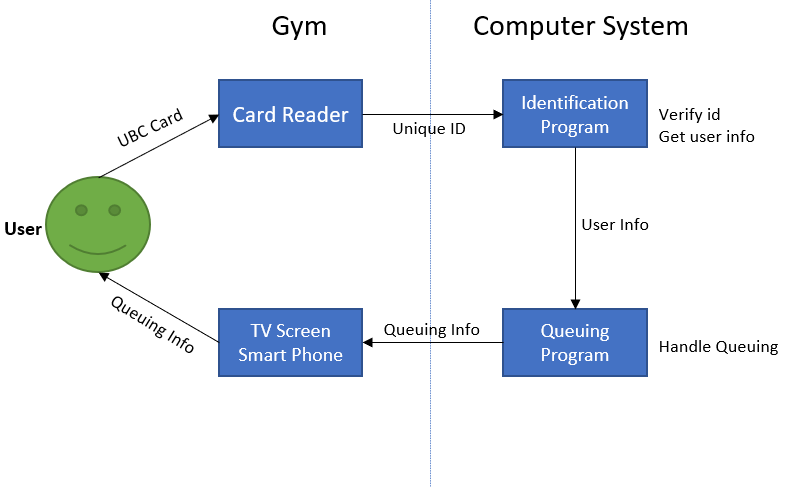 Gym
Computer System
Card Reader
Identification
Program
Verify id
Get user info
UBC Card
Unique ID
User
User Info
Queuing Info
TV Screen
Smart Phone
Queuing Info
Queuing
Program
Handle Queuing